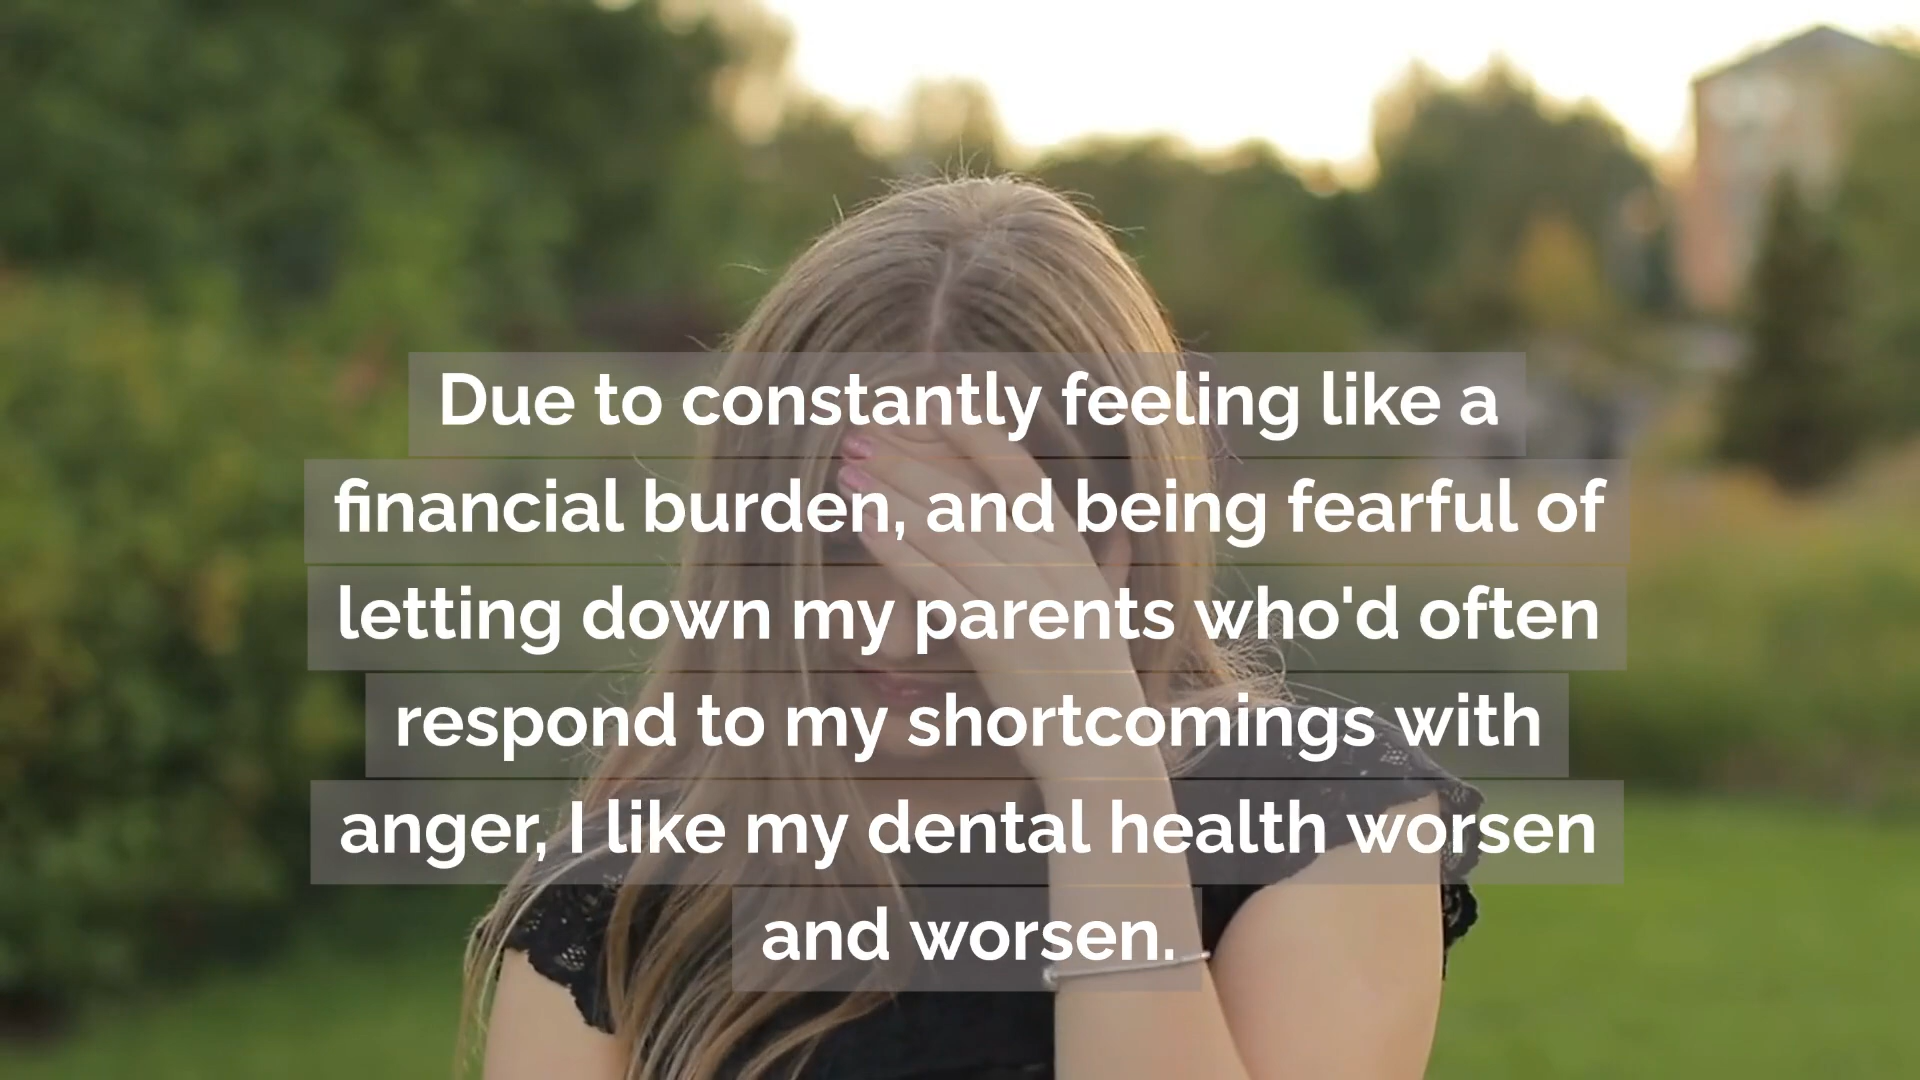 Due to constantly feeling like a
financial burden, and being fearful of
letting down my parents who'd often
respond to my shortcomings with
anger, I like my dental health worsen
and worsen.